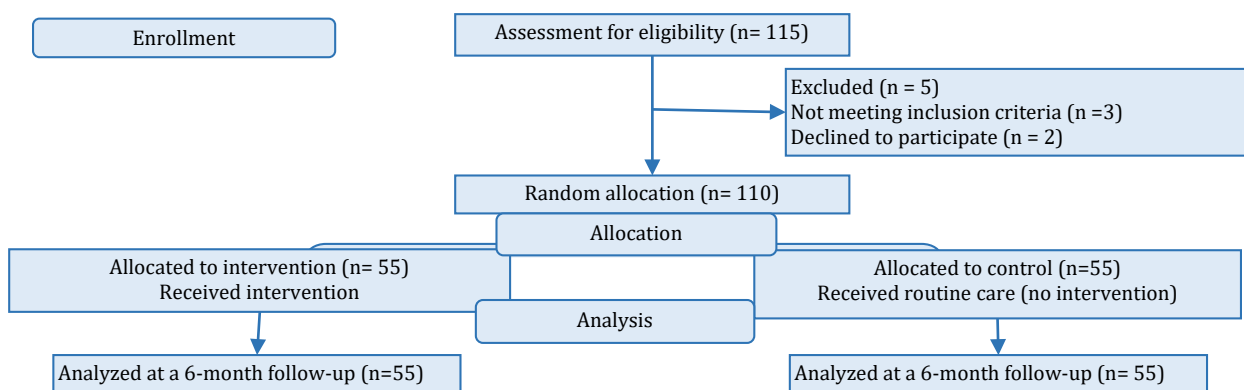 Enrollment
Assessment for eligibility (n= 115)
Excluded (n = 5)
Not meeting inclusion criteria (n =3)
Declined to participate (n = 2)
Random allocation (n= 110)
Allocation
Allocated to intervention (n= 55)
Received intervention
Allocated to control (n=55)
Received routine care (no intervention)
Analysis
Analyzed at a 6-month follow-up (n=55)
Analyzed at a 6-month follow-up (n= 55)